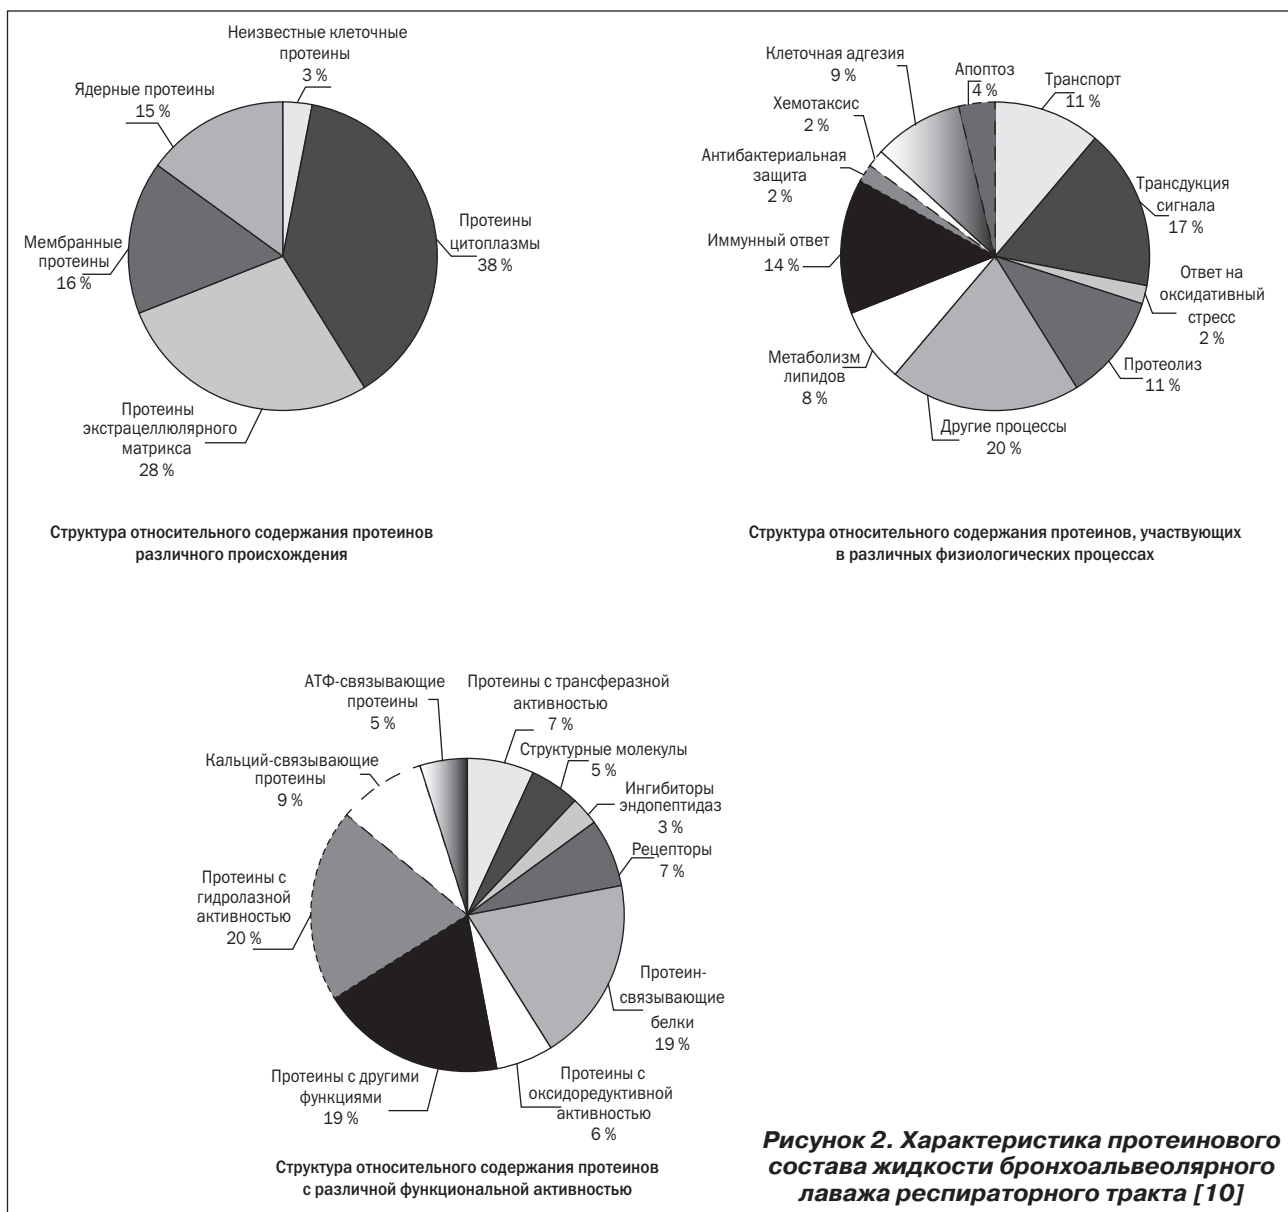 Неизвестные клеточные
протеины
3 %
Ядерные протеины
15 %
Мембранные
протеины
16 %
Протеины
цитоплазмы
38 %
Протеины
экстрацеллюлярного
матрикса
28 %
Структура относительного содержания протеинов
различного происхождения
Клеточная адгезия
9 %
Апоптоз
4 %
Транспорт
11 %
Хемотаксис
2 %
Антибактериальная
защита
2 %
Трансдукция
сигнала
17 %
Иммунный ответ
14 %
Ответ на
оксидативный
стресс
2 %
Метаболизм
липидов
8 %
Протеолиз
11 %
Другие процессы
20 %
Структура относительного содержания протеинов, участвующих
в различных физиологических процессах
АТФ-связывающие
протеины
5 %
Протеины с трансферазной
активностью
7 %
Структурные молекулы
5 %
Кальций-связывающие
протеины
9 %
Ингибиторы
эндопептидаз
3 %
Рецепторы
7 %
Протеины с
гидролазной
активностью
20 %
Протеин-
связывающие
белки
19 %
Протеины с другими
функциями
19 %
Протеины с
оксидоредуктивной
активностью
6 %
Структура относительного содержания протеинов
с различной функциональной активностью
Рисунок 2. Характеристика протеинового
состава жидкости бронхоальвеолярного
лаважа респираторного тракта [10]